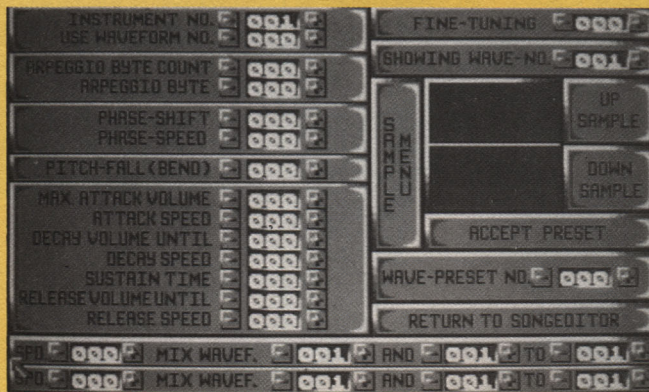 INSTRUMENT NO. 001
USE WAVEFORM NO. 000
ARPEGGIO BYTE COUNT 000
ARPEGGIO BYTE 000
PHASE-SHIFT 000
PHASE-SPEED 000
PITCH-FALL(BEND) 000
MAX. ATTACK VOLUME 000
ATTACK SPEED 000
DECAY VOLUME UNTIL 000
DECAY SPEED 000
SUSTAIN TIME 000
RELEASE VOLUME UNTIL 000
RELEASE SPEED 000
FINE-TUNING 000
SHOWING WAVE-NO. 001
SAMPLE MENU
UP SAMPLE
DOWN SAMPLE
ACCEPT PRESET
WAVE-PRESET NO. 000
RETURN TO SONGEDITOR
SPD. 000 MIX WAVEF. 001 AND 001 TO 001
SPD. 000 MIX WAVEF. 001 AND 001 TO 001